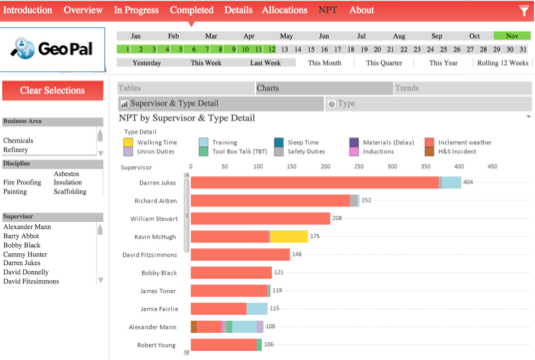 Introduction Overview In Progress Completed Details Allocations NPT About
Jan Feb Mar Apr May Jun Jul Aug Sep Oct Nov
1 2 3 4 5 6 7 8 9 10 11 12 13 14 15 16 17 18 19 20 21 22 23 24 25 26 27 28 29 30 31
Yesterday This Week Last Week This Month This Quarter This Year Rolling 12 Weeks
GeoPal
Clear Selections
Tables Charts Trends
Supervisor & Type Detail Type
NPT by Supervisor & Type Detail
Type Detail
Walking Time Training Sleep Time Materials (Delay) Inclement weather
Union Duties Tool Box Talk (TBT) Safety Duties Inductions H&S Incident
Business Area
Chemicals
Refinery
Discipline
Asbestos
Fire Proofing Insulation
Painting Scaffolding
Supervisor
Alexander Mann
Barry Abbot
Bobby Black
Cammy Hunter
Darren Jukes
David Donnelly
David Fitzsimmons
Supervisor 0 50 100 150 200 250 300 350 400 450
Darren Jukes 404
Richard Aitken 252
William Stewart 208
Kevin McHugh 175
David Fitzsimmons 148
Bobby Black 121
James Toner 119
Jamie Fairlie 115
Alexander Mann 108
Robert Young 106